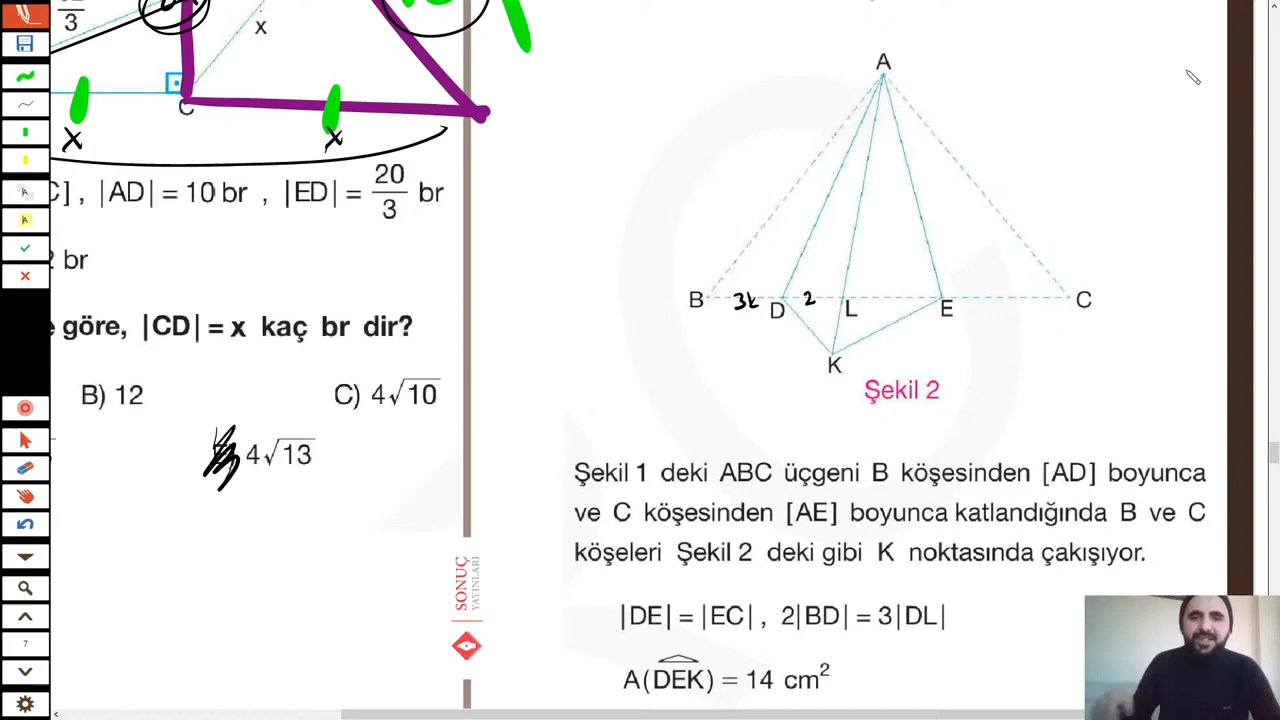 3
x
C
x
x
C] , |AD| = 10 br , |ED| = 20/3 br
2 br
e göre, |CD| = x kaç br dir?
B) 12
C) 4√10
4√13
SONUÇ
YAYINLARI
7
A
B 3k D 2 L E C
K
Şekil 2
Şekil 1 deki ABC üçgeni B köşesinden [AD] boyunca
ve C köşesinden [AE] boyunca katlandığında B ve C
köşeleri Şekil 2 deki gibi K noktasında çakışıyor.
|DE| = |EC| , 2|BD| = 3|DL|
A(DEK) = 14 cm²